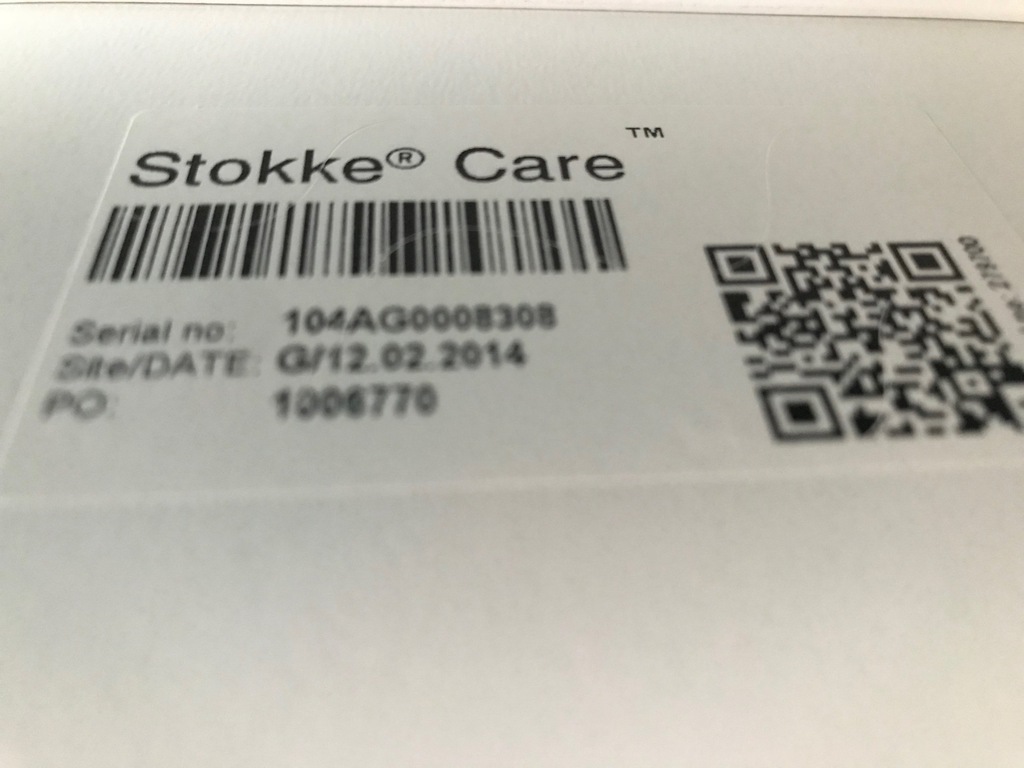 Stokke® Care™
Serial no: 104AG0008308
Site/DATE: G/12.02.2014
PO: 1006770